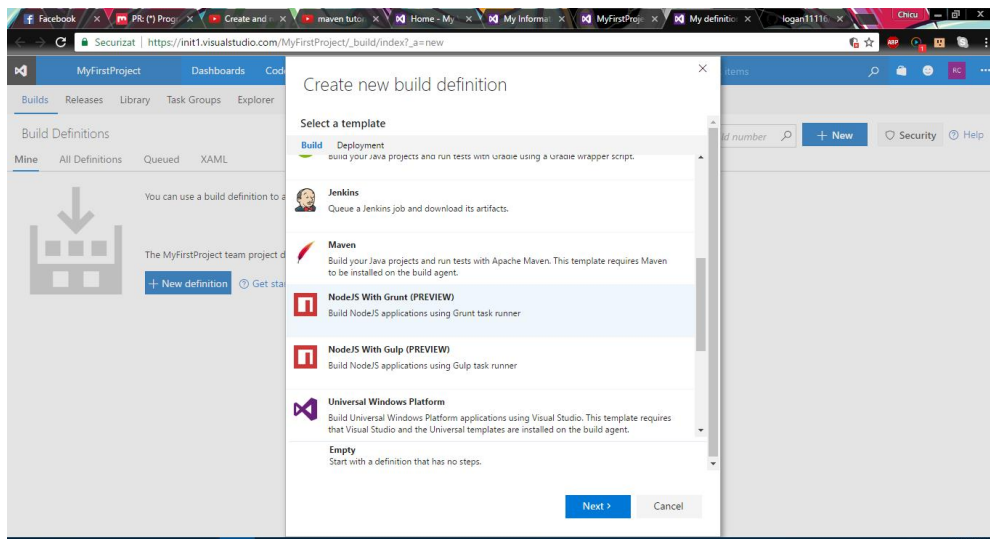 Facebook
PR: (*) Prog
Create and
maven tutor
Home - My
My Informat
MyFirstProje
My definitio
logan11116
Chicu
Securizat
https://init1.visualstudio.com/MyFirstProject/_build/index?_a=new
ABP
MyFirstProject
Dashboards
Cod
items
RC
Builds
Releases
Library
Task Groups
Explorer
Build Definitions
ld number
+ New
Security
Help
Mine
All Definitions
Queued
XAML
You can use a build definition to a
The MyFirstProject team project d
+ New definition
Get sta
Create new build definition
Select a template
Build
Deployment
Build your Java projects and run tests with Gradle using a Gradle wrapper script.
Jenkins
Queue a Jenkins job and download its artifacts.
Maven
Build your Java projects and run tests with Apache Maven. This template requires Maven
to be installed on the build agent.
NodeJS With Grunt (PREVIEW)
Build NodeJS applications using Grunt task runner
NodeJS With Gulp (PREVIEW)
Build NodeJS applications using Gulp task runner
Universal Windows Platform
Build Universal Windows Platform applications using Visual Studio. This template requires
that Visual Studio and the Universal templates are installed on the build agent.
Empty
Start with a definition that has no steps.
Next >
Cancel